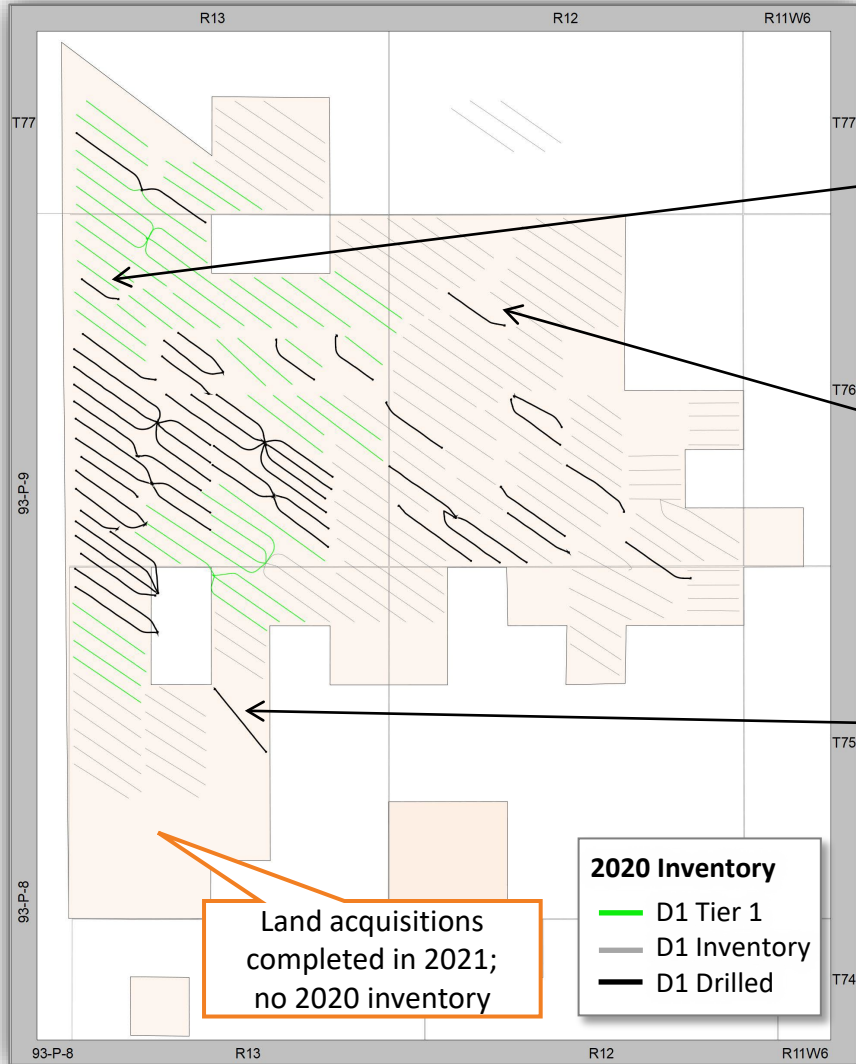 R13
R12
R11W6
T77
T77
T76
93-P-9
T75
93-P-8
Land acquisitions
completed in 2021;
no 2020 inventory
2020 Inventory
D1 Tier 1
D1 Inventory
D1 Drilled
T74
93-P-8
R13
R12
R11W6